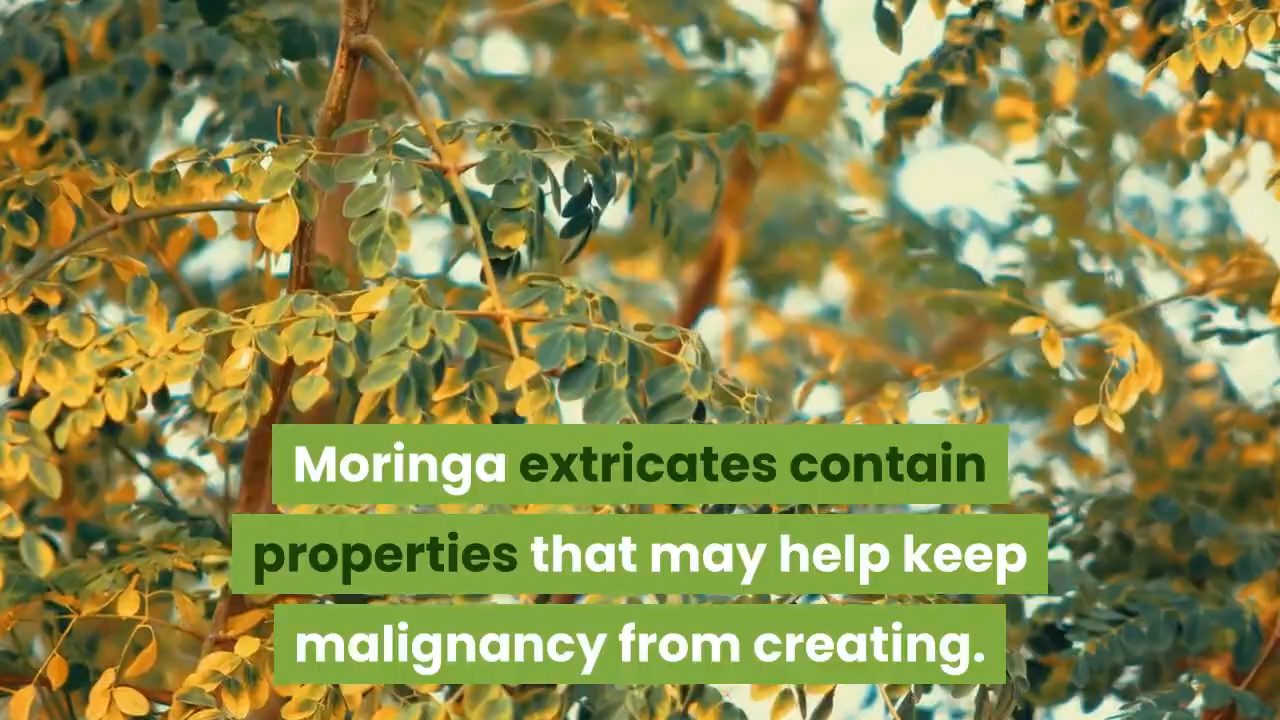 Moringa extricates contain
properties that may help keep
malignancy from creating.